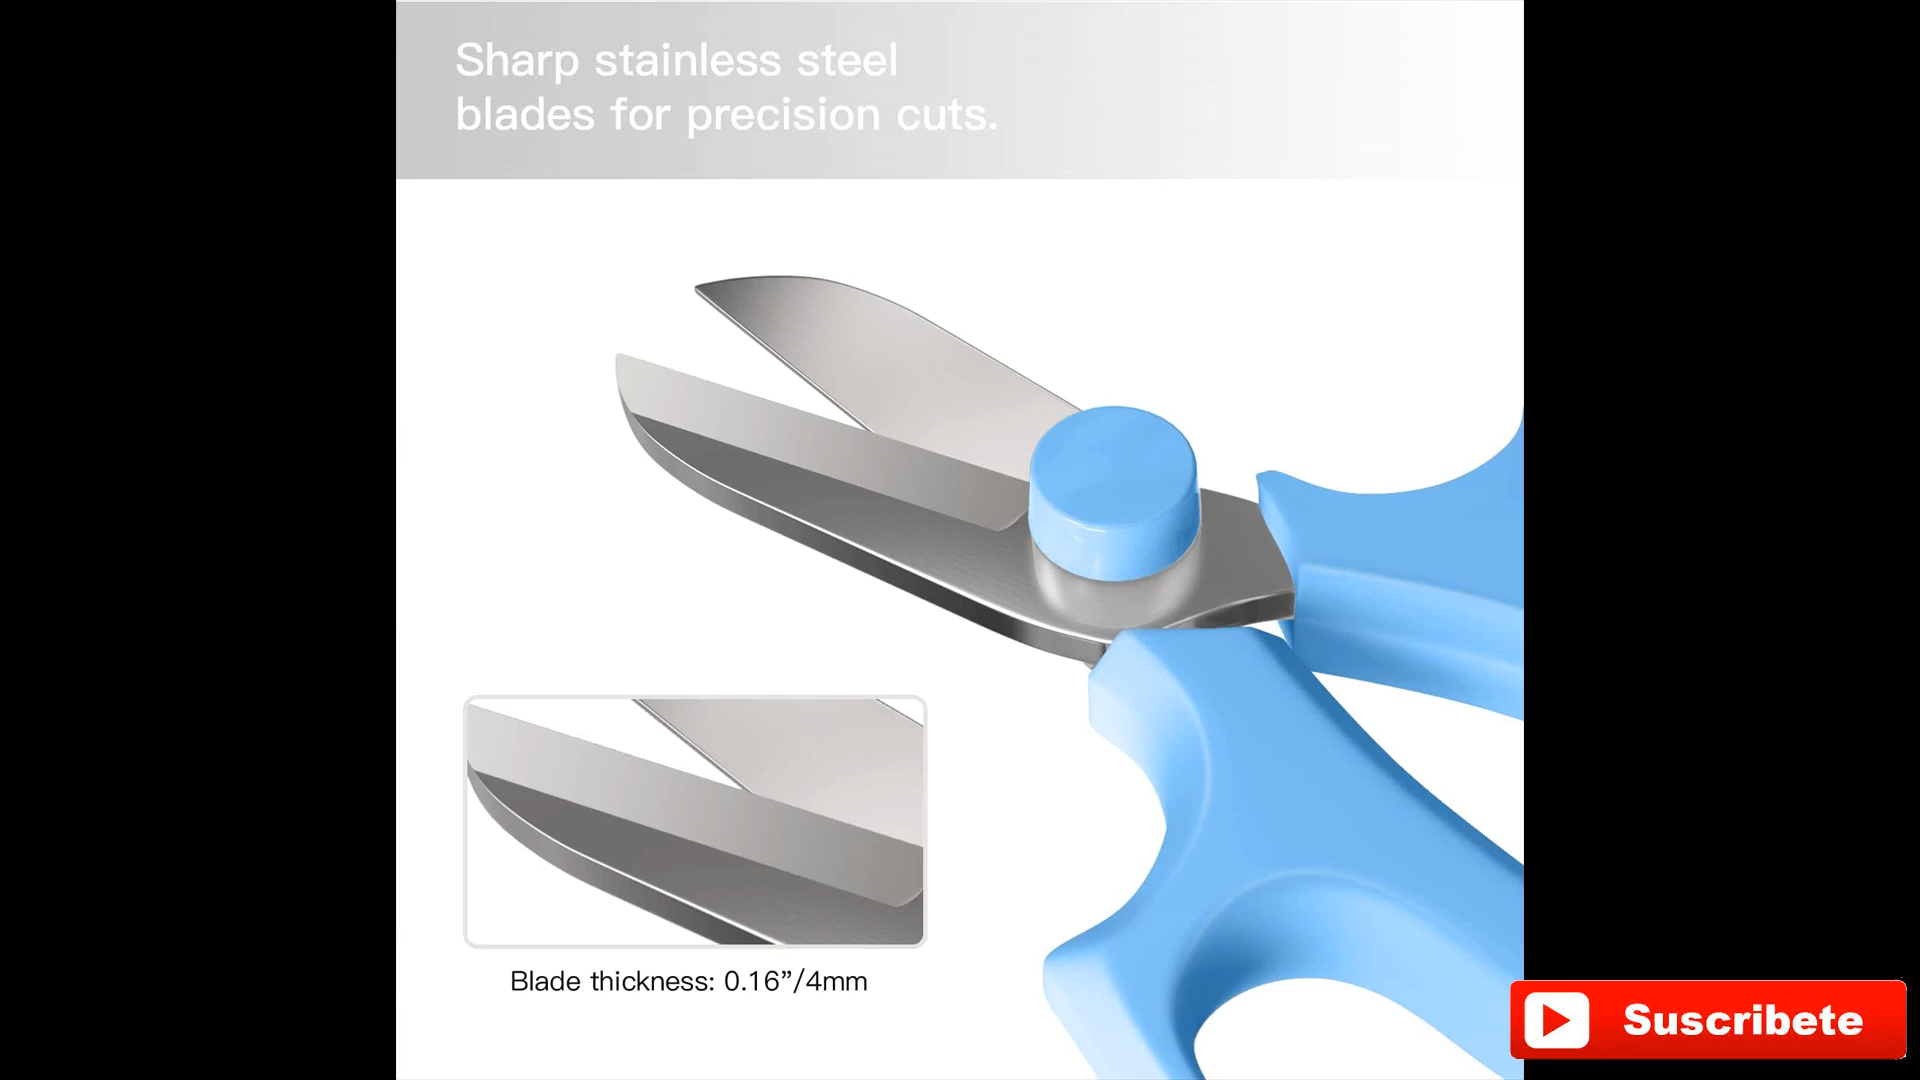 Sharp stainless steel
blades for precision cuts.
Blade thickness: 0.16”/4mm
Suscribete